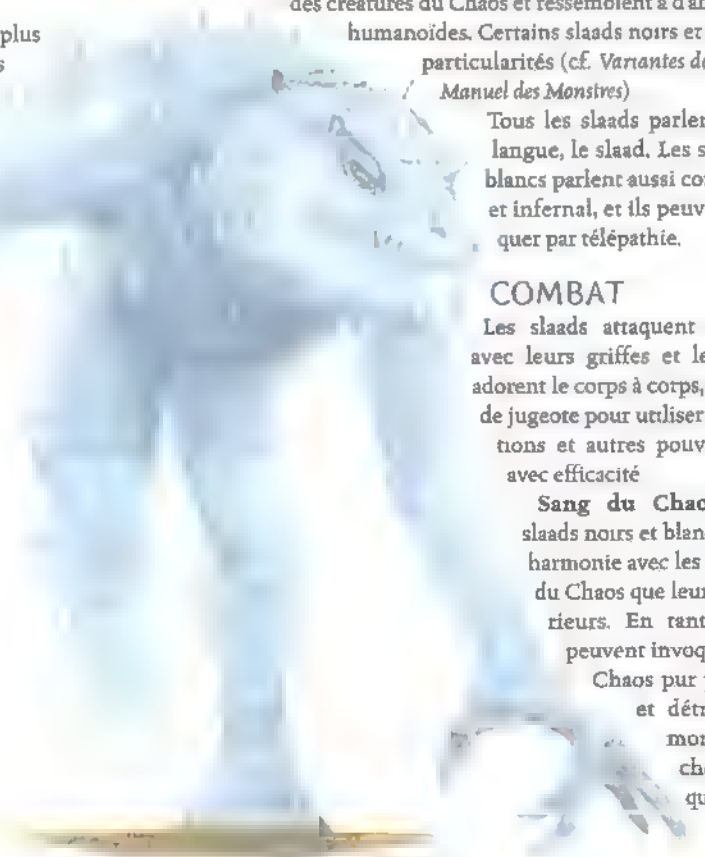 plus
s
des créatures du Chaos et ressemblent à d'an
humanoïdes. Certains slaads noirs et
particularités (cf. Variantes de
Manuel des Monstres)
Tous les slaads parler
langue, le slaad. Les s
blancs parlent aussi co
et infernal, et ils peuv
quer par télépathie.
COMBAT
Les slaads attaquent
avec leurs griffes et le
adorent le corps à corps,
de jugeote pour utiliser
tions et autres pouv
avec efficacité
Sang du Chao
slaads noirs et blan
harmonie avec les
du Chaos que leur
rieurs. En tant
peuvent invoq
Chaos pur
et détr
mor
ch
qu